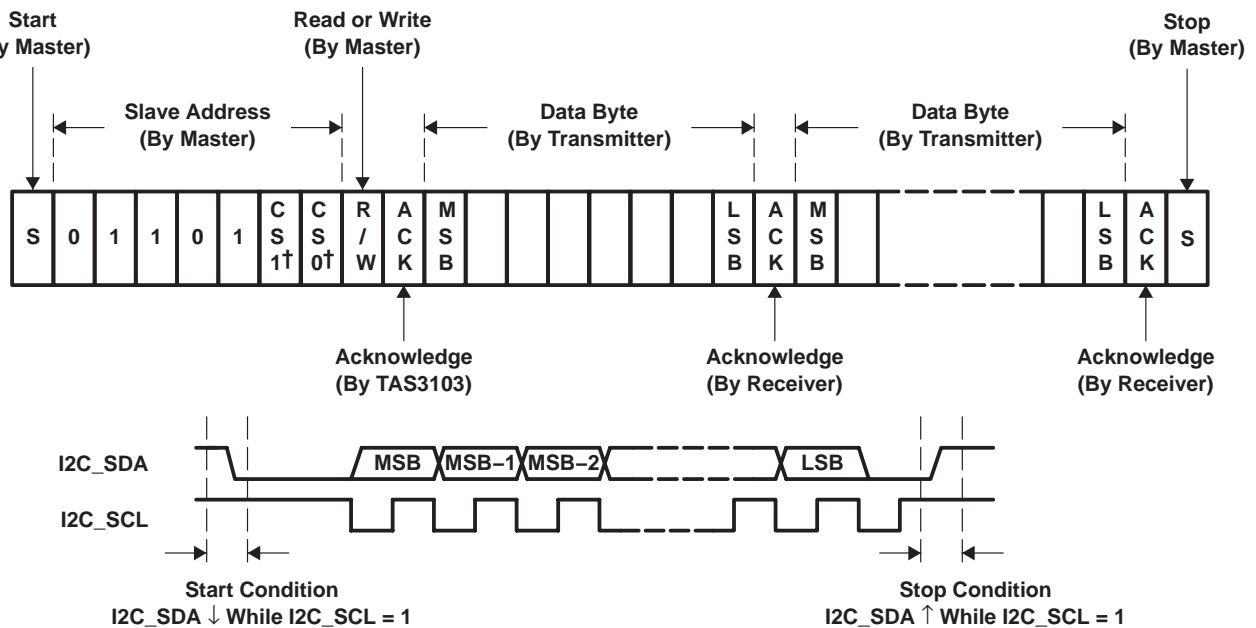 Start
y Master)
Read or Write
(By Master)
Stop
(By Master)
Slave Address
(By Master)
Data Byte
(By Transmitter)
Data Byte
(By Transmitter)
S 0 1 1 0 1 CS1† CS0† R/W ACK MSB LSB ACK MSB LSB ACK S
Acknowledge
(By TAS3103)
Acknowledge
(By Receiver)
Acknowledge
(By Receiver)
I2C_SDA MSB MSB–1 MSB–2 LSB
I2C_SCL
Start Condition
I2C_SDA ↓ While I2C_SCL = 1
Stop Condition
I2C_SDA ↑ While I2C_SCL = 1